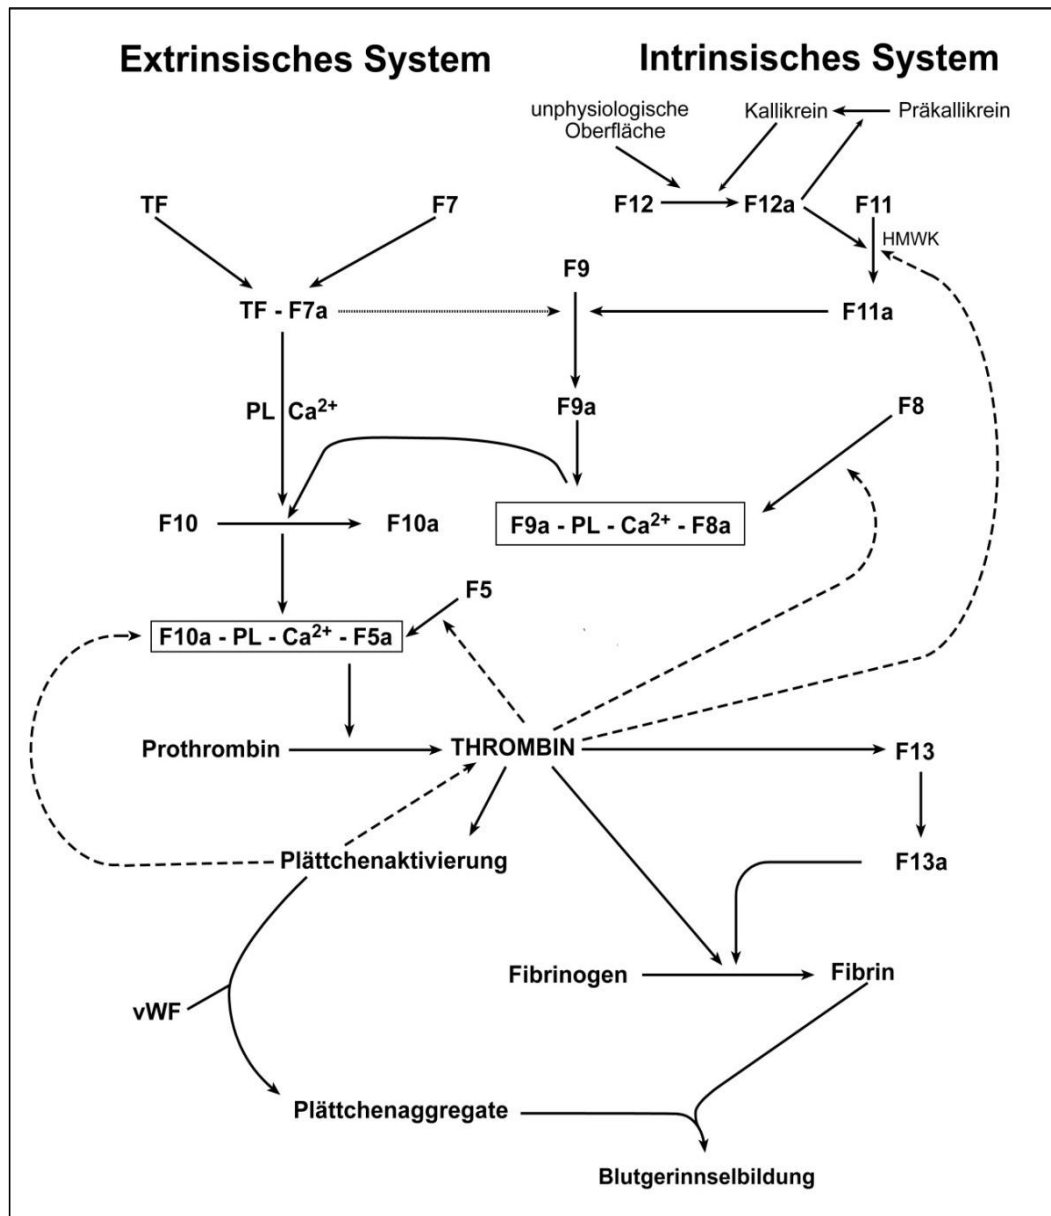 Extrinsisches System
Intrinsisches System
unphysiologische
Oberfläche
Kallikrein
Präkallikrein
TF
F7
F12
F12a
F11
HMWK
F9
TF - F7a
F11a
PL
Ca2+
F9a
F8
F10
F10a
F9a - PL - Ca2+ - F8a
F5
F10a - PL - Ca2+ - F5a
Prothrombin
THROMBIN
F13
Plättchenaktivierung
F13a
Fibrinogen
Fibrin
vWF
Plättchenaggregate
Blutgerinnselbildung